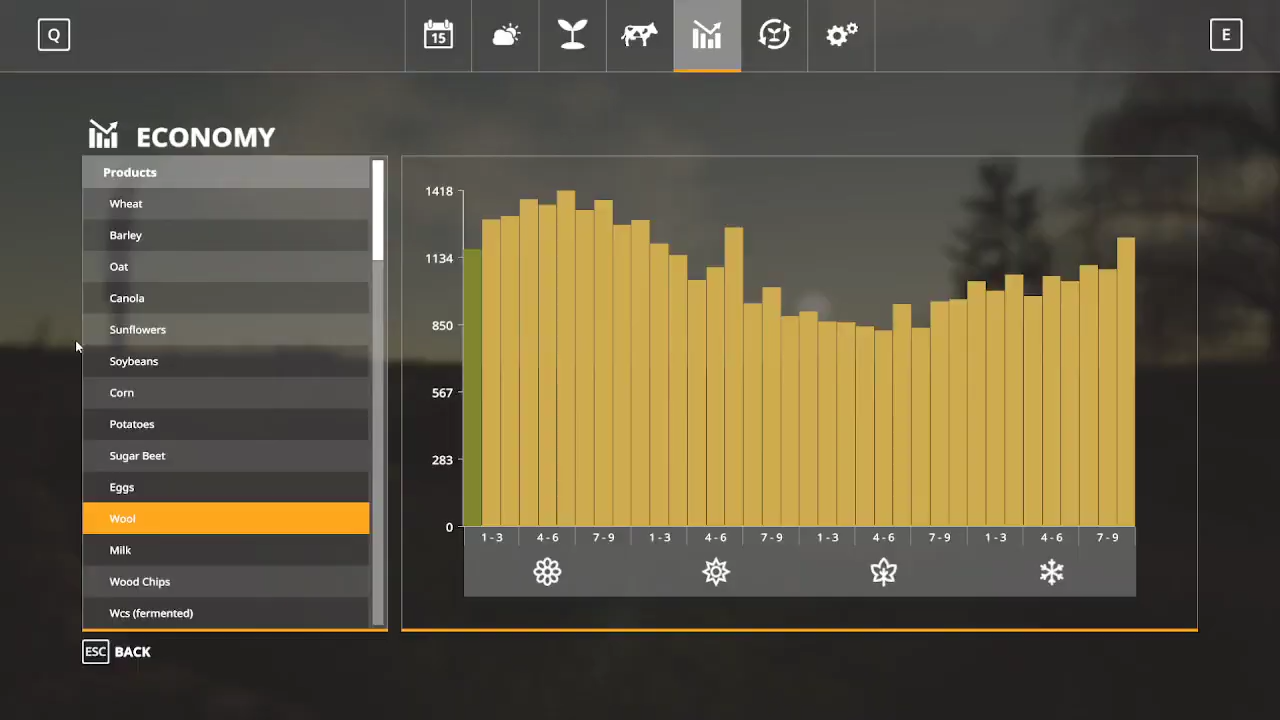 Q
15
E
ECONOMY
Products
Wheat
Barley
Oat
Canola
Sunflowers
Soybeans
Corn
Potatoes
Sugar Beet
Eggs
Wool
Milk
Wood Chips
Wcs (fermented)
1418
1134
850
567
283
0
1 - 3 4 - 6 7 - 9 1 - 3 4 - 6 7 - 9 1 - 3 4 - 6 7 - 9 1 - 3 4 - 6 7 - 9
ESC BACK